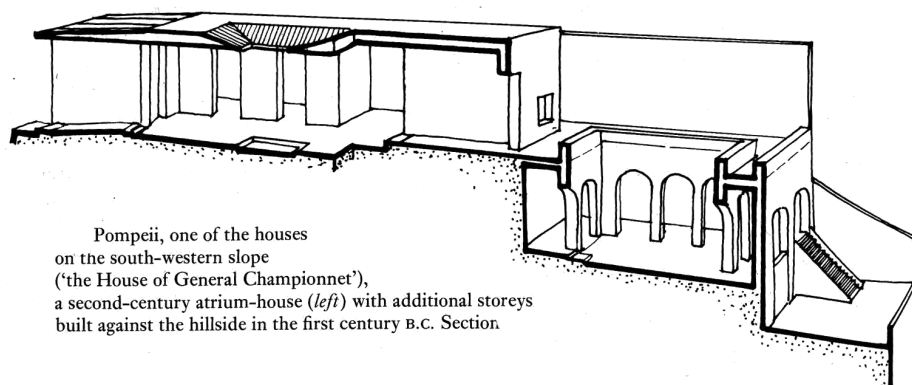 Pompeii, one of the houses
on the south-western slope
(‘the House of General Championnet’),
a second-century atrium-house (left) with additional storeys
built against the hillside in the first century B.C. Section